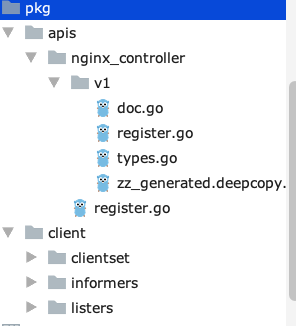 pkg
apis
nginx_controller
v1
doc.go
register.go
types.go
zz_generated.deepcopy.
register.go
client
clientset
informers
listers